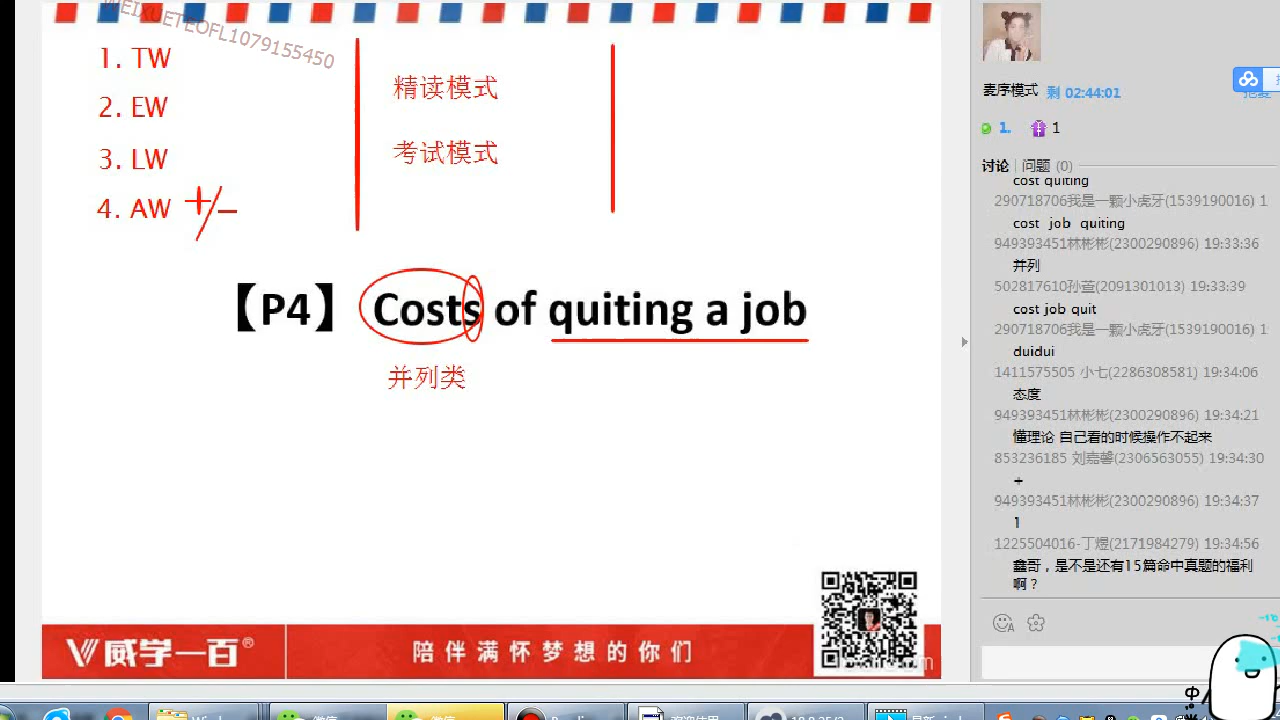 WEIXUETEOFL1079155450
1. TW
2. EW
3. LW
4. AW +/-
精读模式
考试模式
【P4】 Costs of quiting a job
并列类
威学一百®
陪伴满怀梦想的你们
麦序模式 剩 02:44:01
1. 1
讨论 | 问题 (0)
cost quiting
290718706我是一颗小虎牙(1539190016) 1
cost job quiting
949393451林彬彬(2300290896) 19:33:36
并列
502817610孙菪(2091301013) 19:33:39
cost job quit
290718706我是一颗小虎牙(1539190016) 1
duidui
1411575505 小七(2286308581) 19:34:06
态度
949393451林彬彬(2300290896) 19:34:21
懂理论 自己看的时候操作不起来
853236185 刘嘉馨(2306563055) 19:34:30
+
949393451林彬彬(2300290896) 19:34:37
1
1225504016-丁煜(2171984279) 19:34:56
鑫哥，是不是还有15篇命中真题的福利
啊？
中